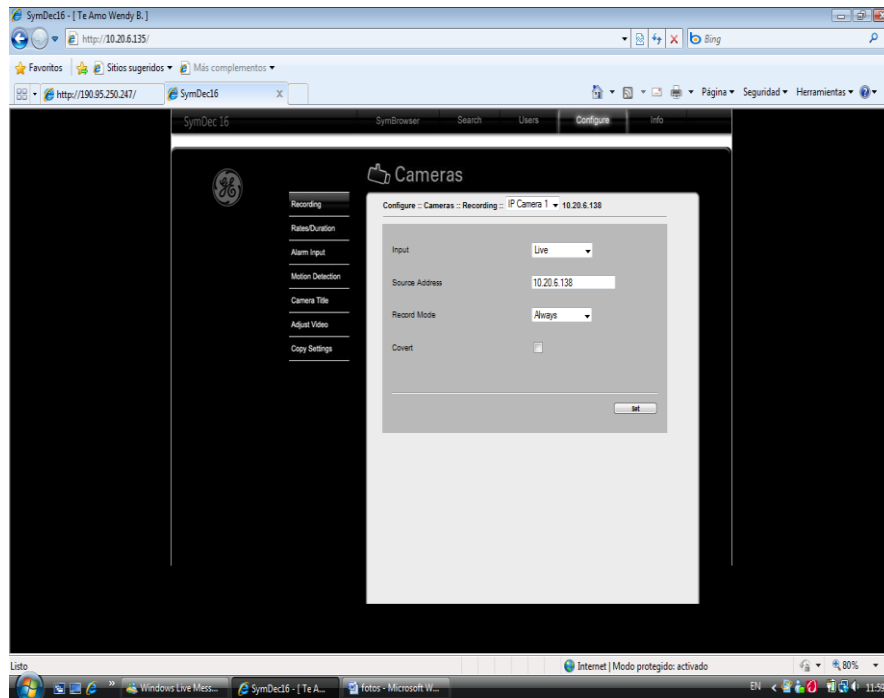 SymDec16 - [ Te Amo Wendy B. ]
http://10.20.6.135/
Bing
Favoritos
Sitios sugeridos
Más complementos
http://190.95.250.247/
SymDec16
X
Página
Seguridad
Herramientas
SymDec 16
SymBrowser
Search
Users
Configure
Info
Cameras
Recording
Rates/Duration
Alarm Input
Motion Detection
Camera Title
Adjust Video
Copy Settings
Configure :: Cameras :: Recording :: IP Camera 1 10.20.6.138
Input Live
Source Address 10.20.6.138
Record Mode Always
Covert
Set
Listo
Internet | Modo protegido: activado
80%
Windows Live Mess...
SymDec16 - [ Te A...
fotos - Microsoft W...
EN